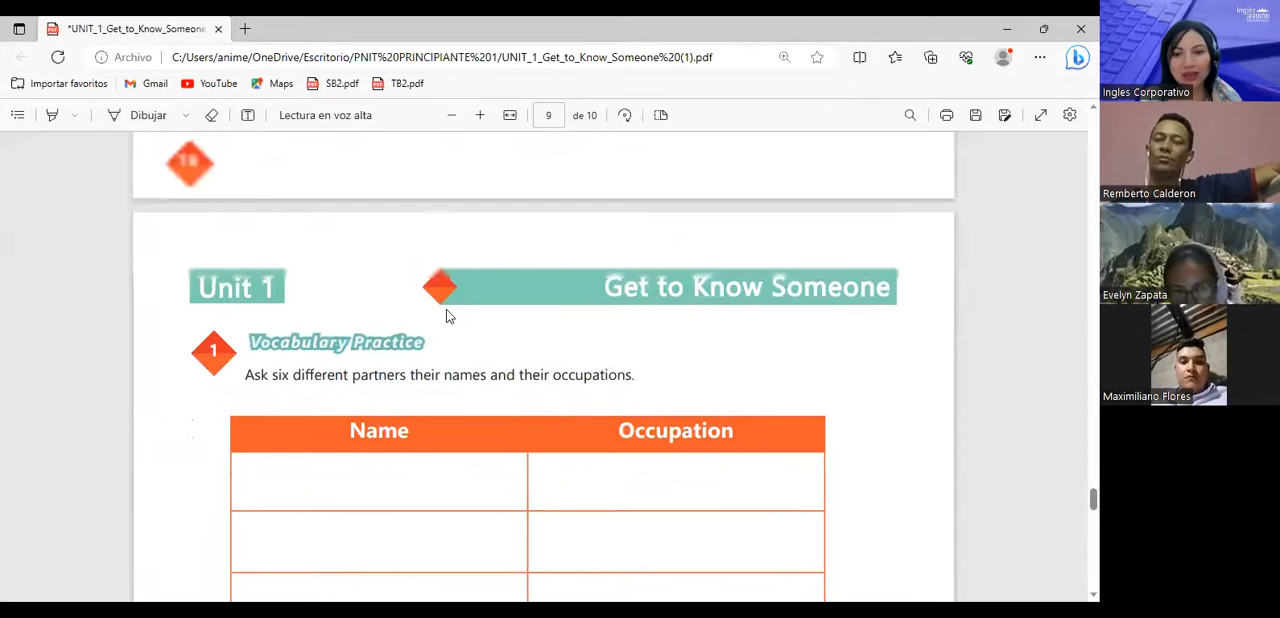 *UNIT_1_Get_to_Know_Someone_
Archivo
C:/Users/anime/OneDrive/Escritorio/PNIT%20PRINCIPIANTE%201/UNIT_1_Get_to_Know_Someone%20(1).pdf
Importar favoritos
Gmail
YouTube
Maps
SB2.pdf
TB2.pdf
Dibujar
Lectura en voz alta
9
de 10
Unit 1
Get to Know Someone
1
Vocabulary Practice
Ask six different partners their names and their occupations.
Name
Occupation
Ingles Corporativo
Remberto Calderon
Evelyn Zapata
Maximiliano Flores